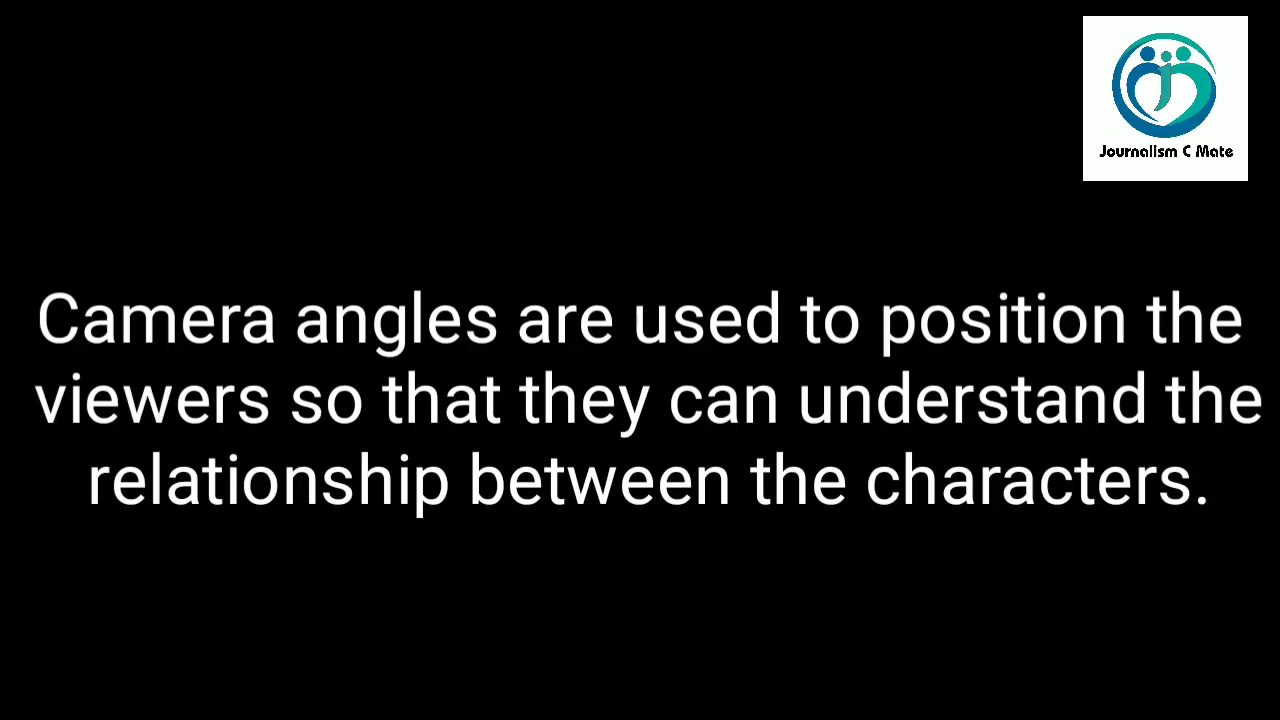 Journalism C Mate
Camera angles are used to position the
viewers so that they can understand the
relationship between the characters.